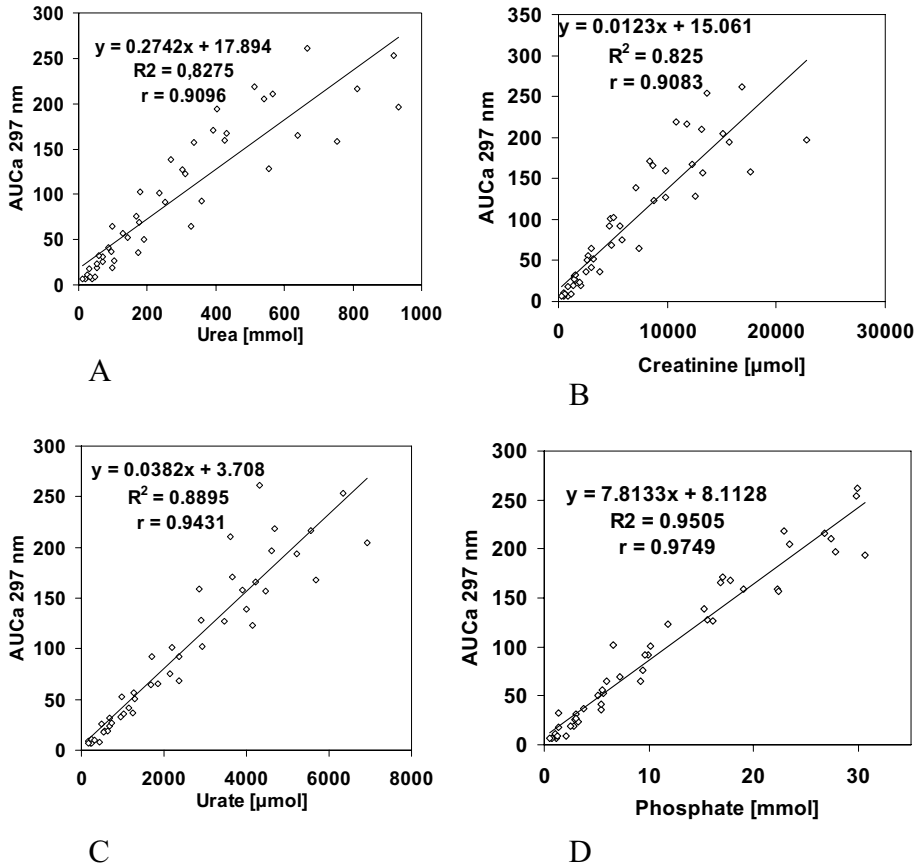 300
250
200
150
100
50
0
AUCa 297 nm
y = 0.2742x + 17.894
R2 = 0,8275
r = 0.9096
0 200 400 600 800 1000
Urea [mmol]
A
350
300
250
200
150
100
50
0
AUCa 297 nm
y = 0.0123x + 15.061
R² = 0.825
r = 0.9083
0 10000 20000 30000
Creatinine [µmol]
B
300
250
200
150
100
50
0
AUCa 297 nm
y = 0.0382x + 3.708
R² = 0.8895
r = 0.9431
0 2000 4000 6000 8000
Urate [µmol]
C
300
250
200
150
100
50
0
AUCa 297 nm
y = 7.8133x + 8.1128
R2 = 0.9505
r = 0.9749
0 10 20 30
Phosphate [mmol]
D